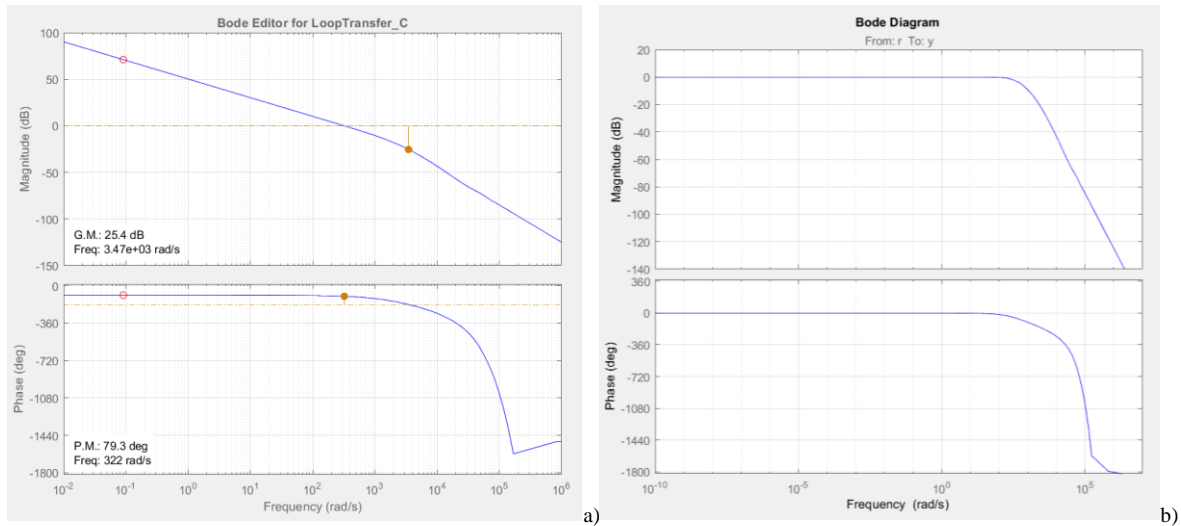 Bode Editor for LoopTransfer_C
100
50
0
-50
-100
-150
Magnitude (dB)
G.M.: 25.4 dB
Freq: 3.47e+03 rad/s
0
-360
-720
-1080
-1440
-1800
Phase (deg)
P.M.: 79.3 deg
Freq: 322 rad/s
10^-2 10^-1 10^0 10^1 10^2 10^3 10^4 10^5 10^6
Frequency (rad/s)
a)
Bode Diagram
From: r To: y
20
0
-20
-40
-60
-80
-100
-120
-140
Magnitude (dB)
360
0
-360
-720
-1080
-1440
-1800
Phase (deg)
10^-10 10^-5 10^0 10^5
Frequency (rad/s)
b)